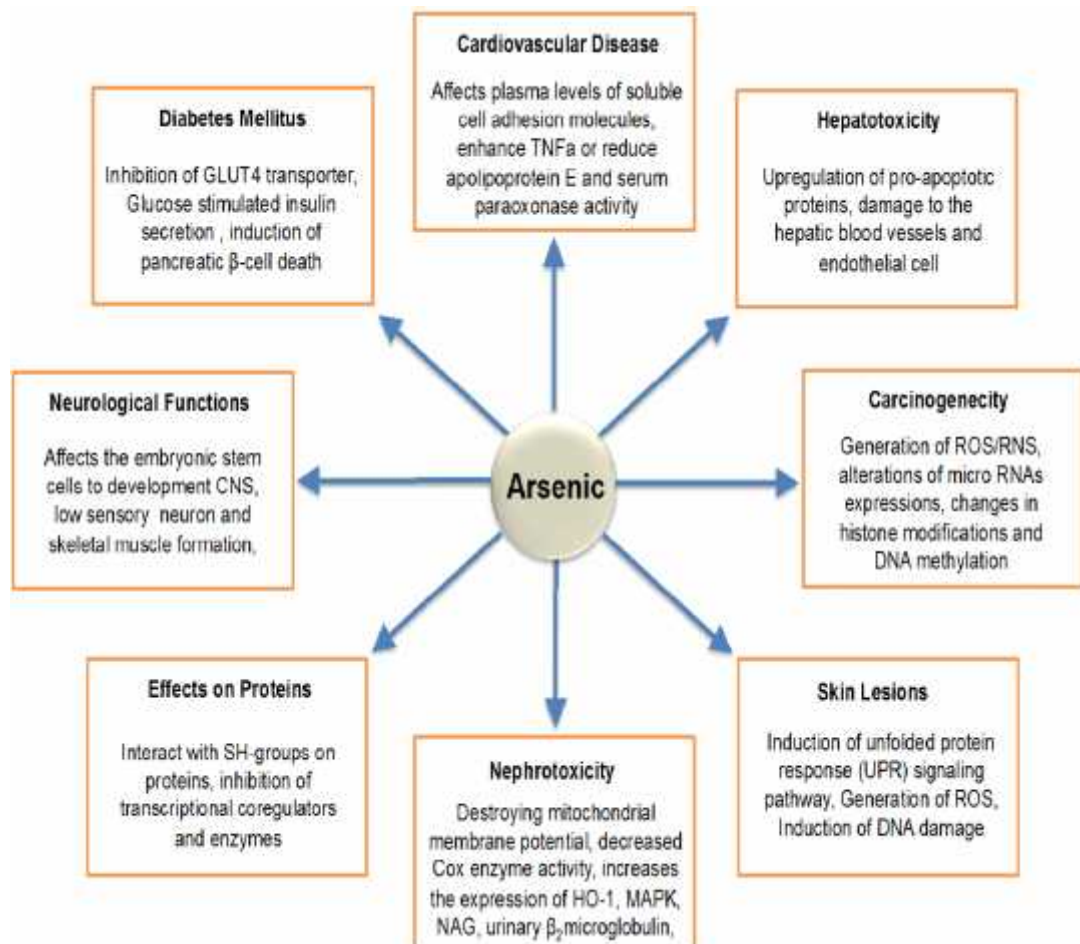 Cardiovascular Disease
Affects plasma levels of soluble
cell adhesion molecules,
enhance TNFa or reduce
apolipoprotein E and serum
paraoxonase activity
Diabetes Mellitus
Inhibition of GLUT4 transporter,
Glucose stimulated insulin
secretion , induction of
pancreatic β-cell death
Hepatotoxicity
Upregulation of pro-apoptotic
proteins, damage to the
hepatic blood vessels and
endothelial cell
Neurological Functions
Affects the embryonic stem
cells to development CNS,
low sensory neuron and
skeletal muscle formation,
Arsenic
Carcinogenecity
Generation of ROS/RNS,
alterations of micro RNAs
expressions, changes in
histone modifications and
DNA methylation
Effects on Proteins
Interact with SH-groups on
proteins, inhibition of
transcriptional coregulators
and enzymes
Nephrotoxicity
Destroying mitochondrial
membrane potential, decreased
Cox enzyme activity, increases
the expression of HO-1, MAPK,
NAG, urinary β₂microglobulin,
Skin Lesions
Induction of unfolded protein
response (UPR) signaling
pathway, Generation of ROS,
Induction of DNA damage